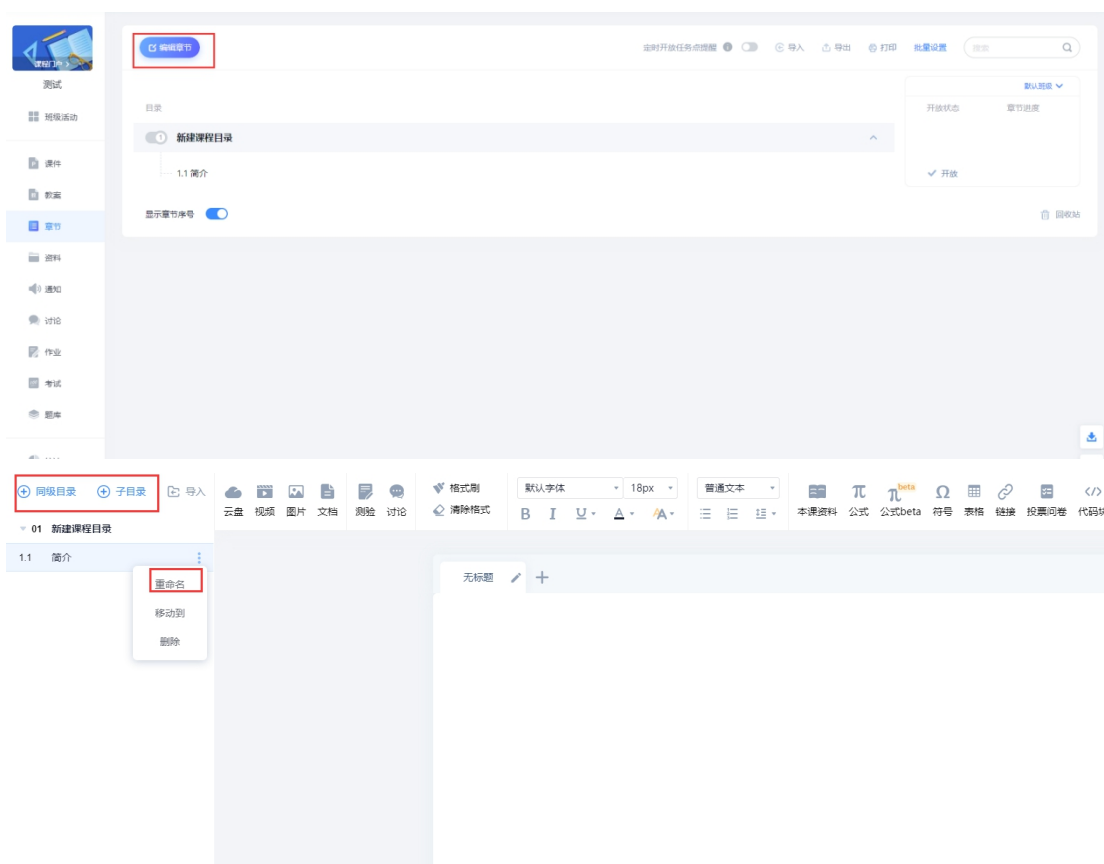 课程门户
测试
班级活动
课件
教案
章节
资料
通知
讨论
作业
考试
题库
编辑章节
定时开放任务点提醒 导入 导出 打印 批量设置 搜索
默认班级
目录 开放状态 章节进度
1 新建课程目录
1.1 简介 开放
显示章节序号 回收站
同级目录 子目录 导入
云盘 视频 图片 文档 测验 讨论
格式刷
清除格式
默认字体 18px
B I U A A
普通文本
本课资料 公式 公式beta 符号 表格 链接 投票问卷
π π beta Ω </>
01 新建课程目录
1.1 简介
重命名
移动到
删除
无标题